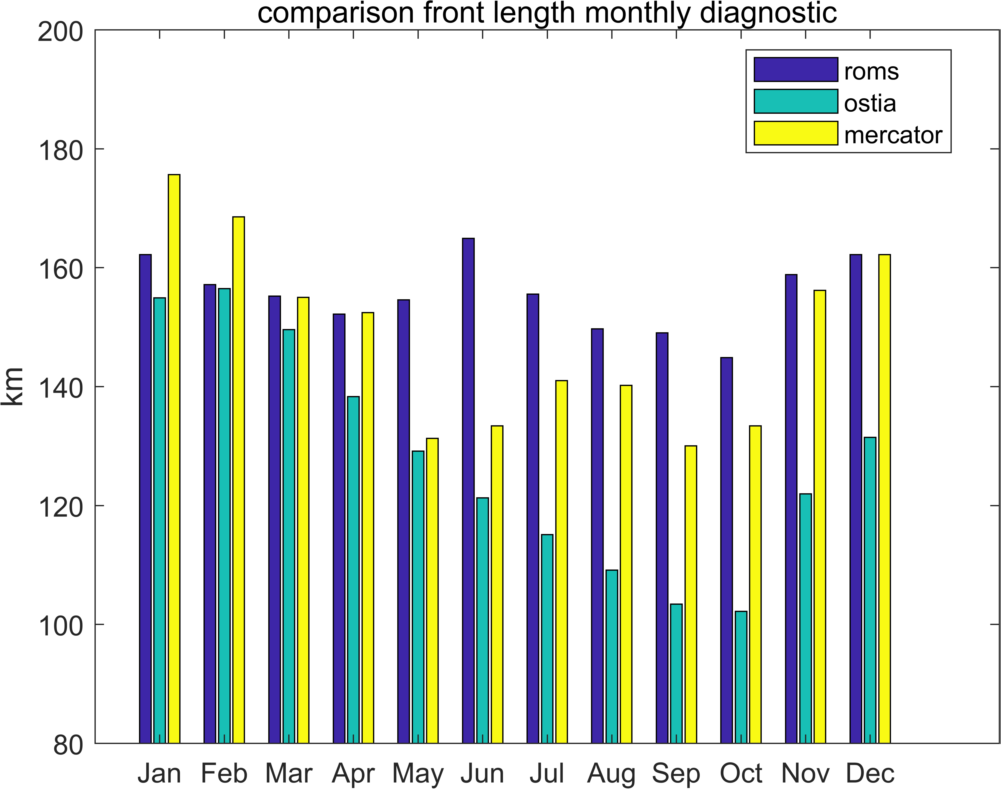 comparison front length monthly diagnostic
200
180
160
140
120
100
80
km
roms
ostia
mercator
Jan Feb Mar Apr May Jun Jul Aug Sep Oct Nov Dec